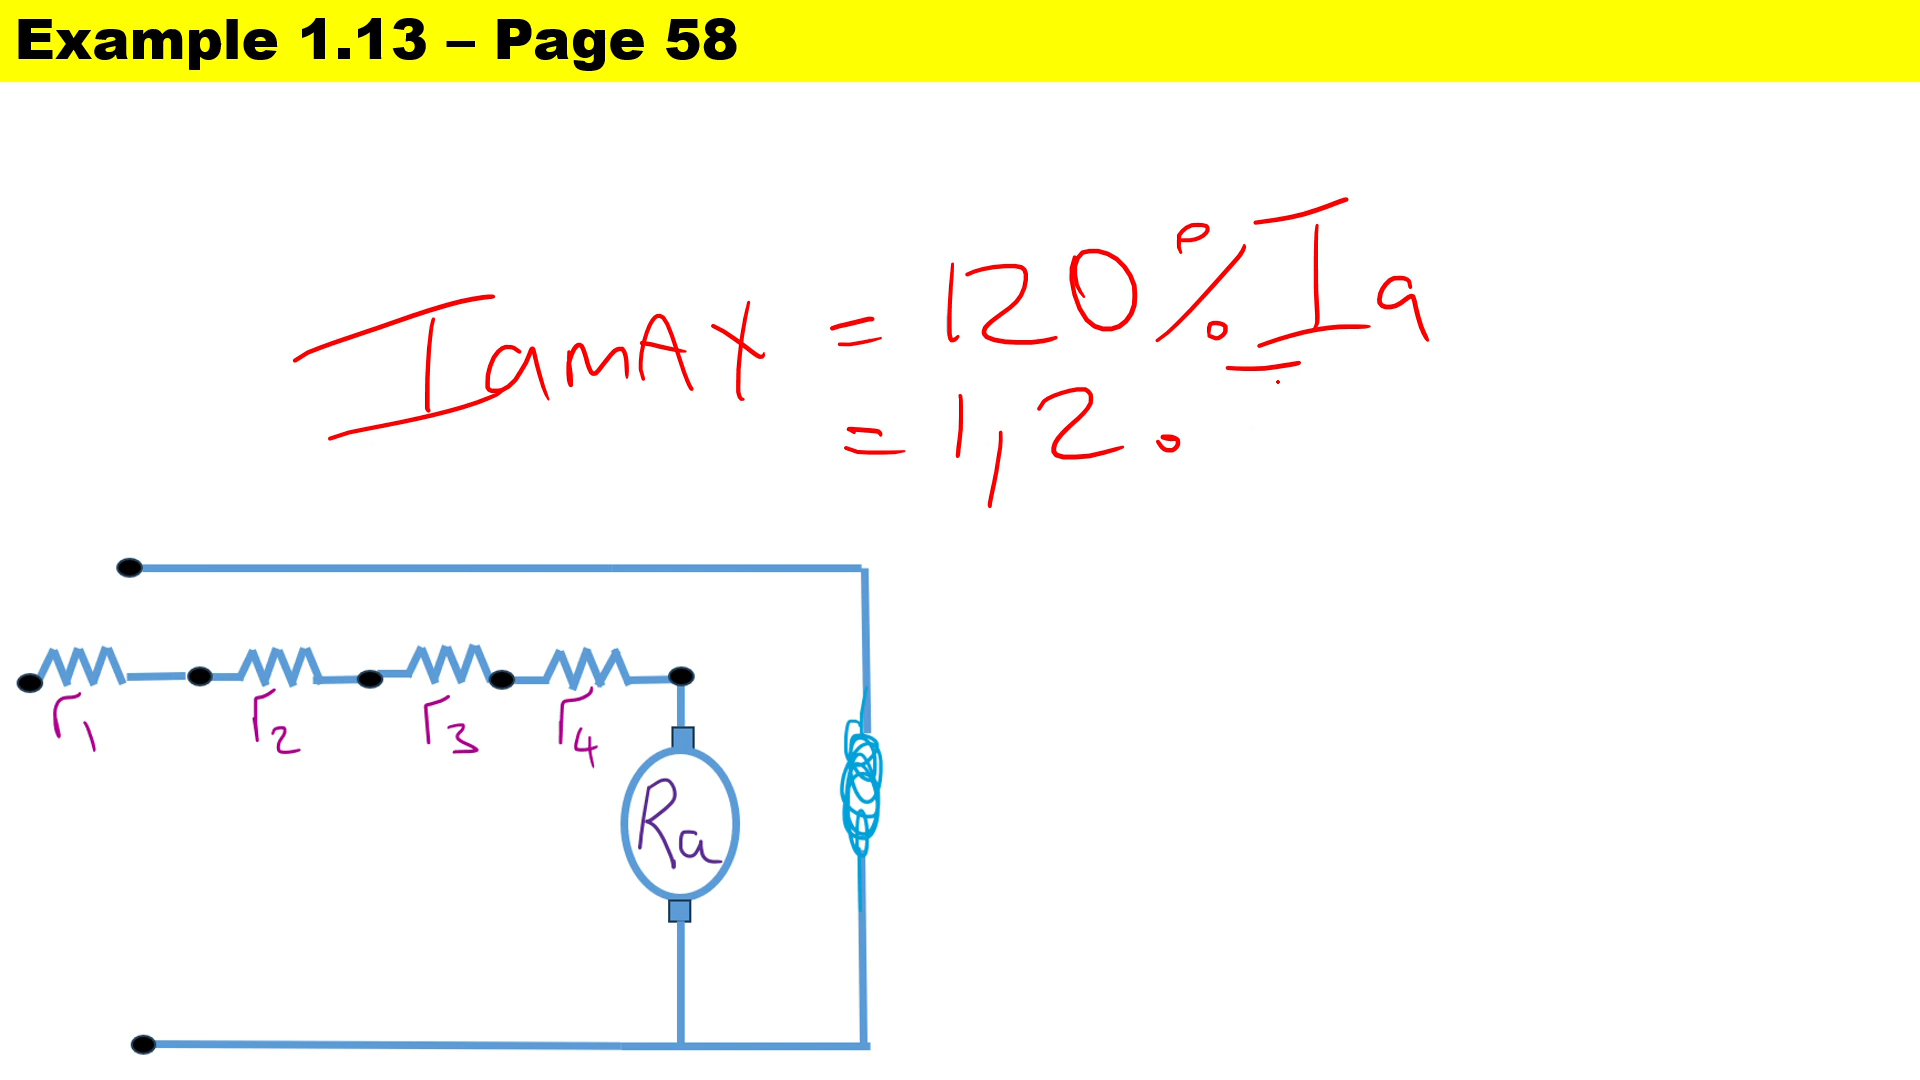 Example 1.13 – Page 58
IamAX = 120% Ia
= 1,2.
r1 r2 r3 r4
Ra